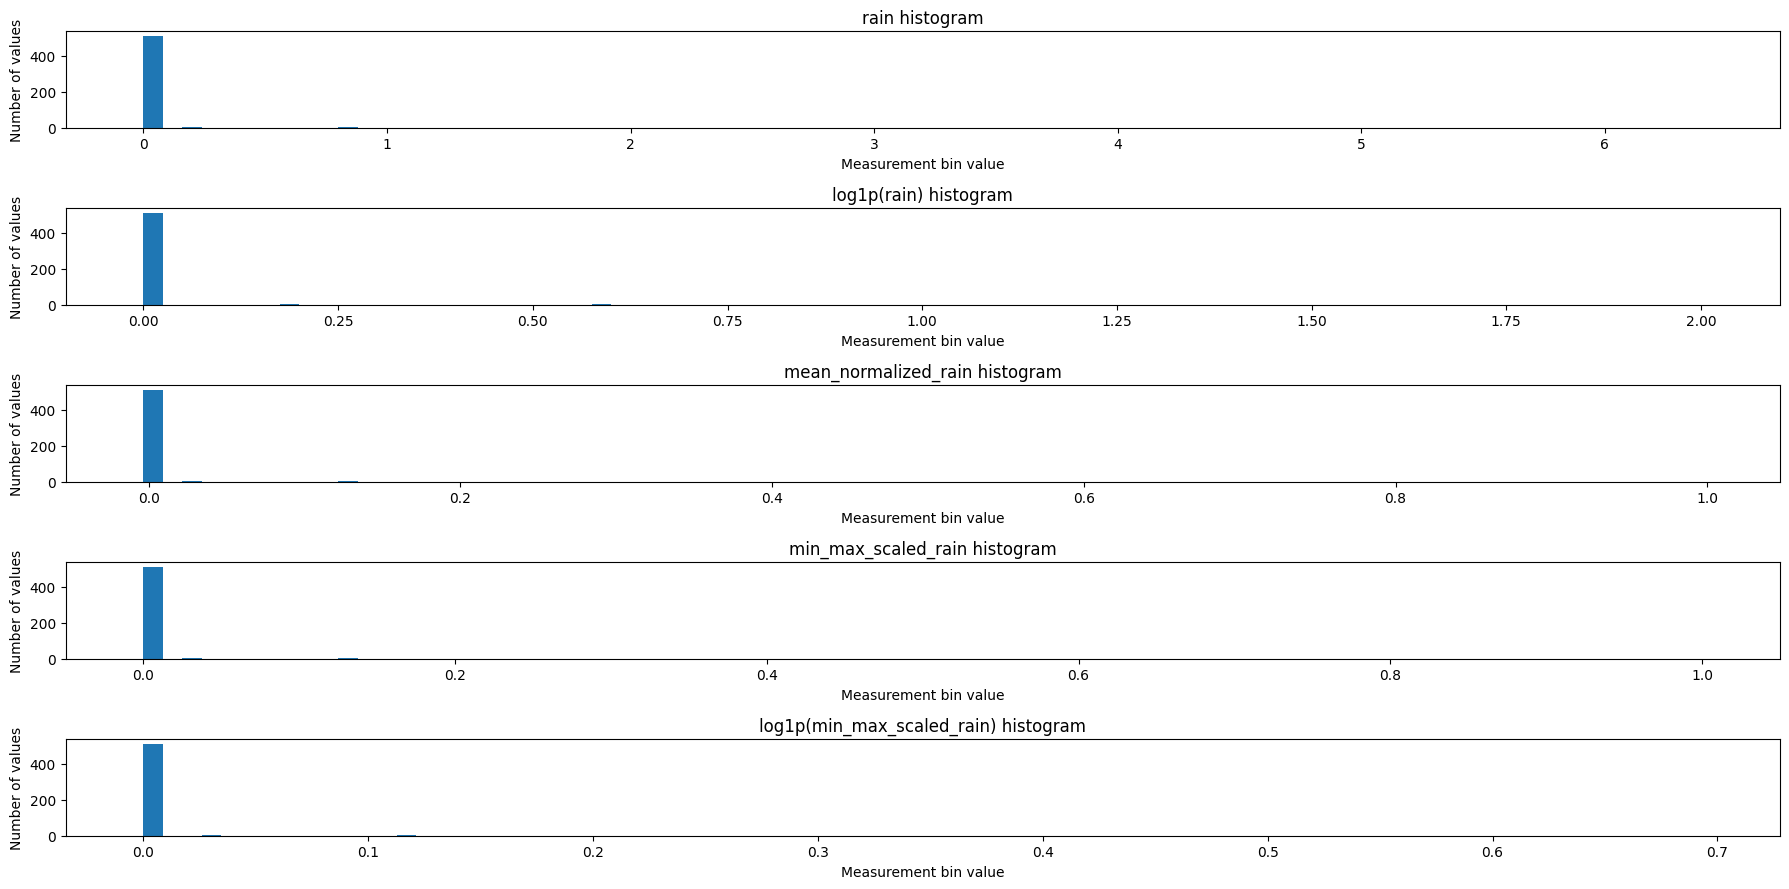 rain histogram
Number of values
400
200
0
0 1 2 3 4 5 6
Measurement bin value
log1p(rain) histogram
Number of values
400
200
0
0.00 0.25 0.50 0.75 1.00 1.25 1.50 1.75 2.00
Measurement bin value
mean_normalized_rain histogram
Number of values
400
200
0
0.0 0.2 0.4 0.6 0.8 1.0
Measurement bin value
min_max_scaled_rain histogram
Number of values
400
200
0
0.0 0.2 0.4 0.6 0.8 1.0
Measurement bin value
log1p(min_max_scaled_rain) histogram
Number of values
400
200
0
0.0 0.1 0.2 0.3 0.4 0.5 0.6 0.7
Measurement bin value